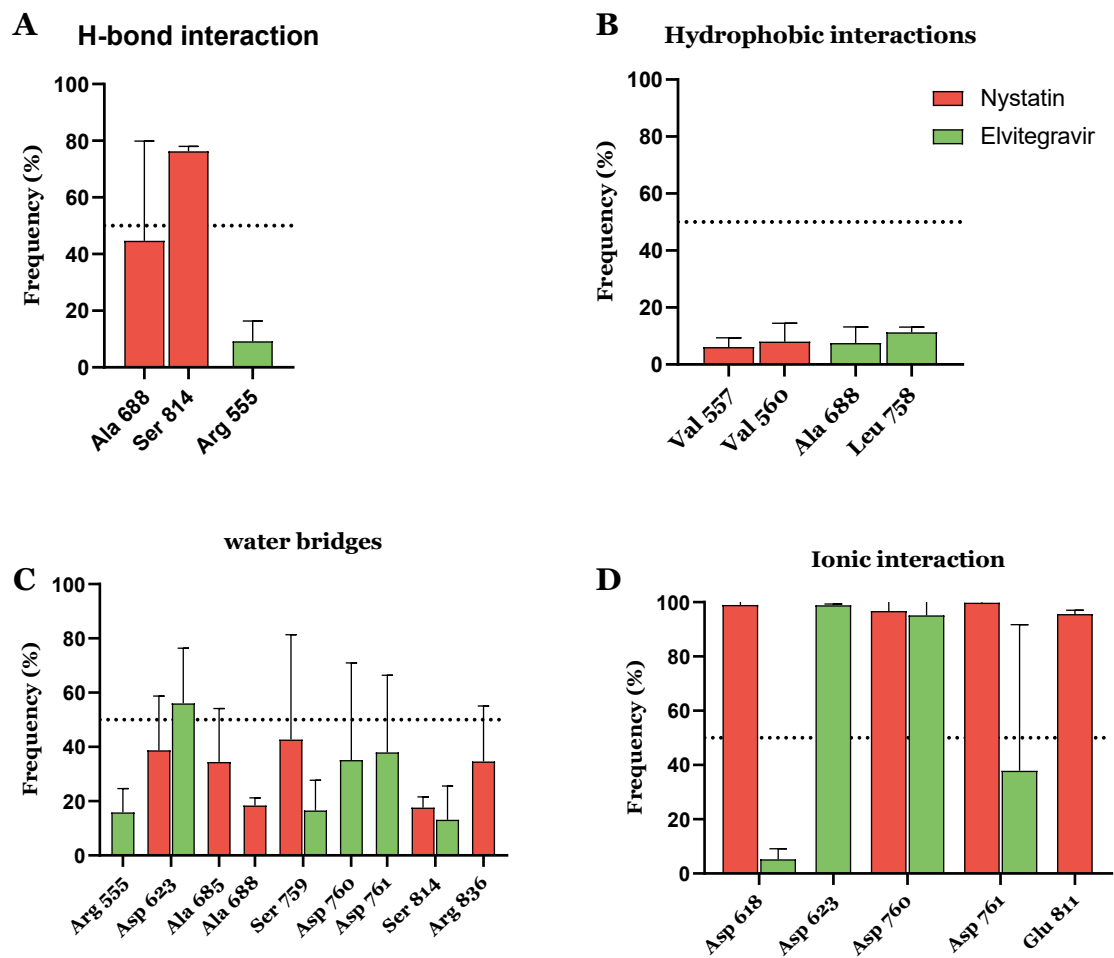 A
H-bond interaction
Frequency (%)
100
80
60
40
20
0
Ala 688
Ser 814
Arg 555
B
Hydrophobic interactions
Frequency (%)
100
80
60
40
20
0
Val 557
Val 560
Ala 688
Leu 758
Nystatin
Elvitegravir
C
water bridges
Frequency (%)
100
80
60
40
20
0
Arg 555
Asp 623
Ala 685
Ala 688
Ser 759
Asp 760
Asp 761
Ser 814
Arg 836
D
Ionic interaction
Frequency (%)
100
80
60
40
20
0
Asp 618
Asp 623
Asp 760
Asp 761
Glu 811